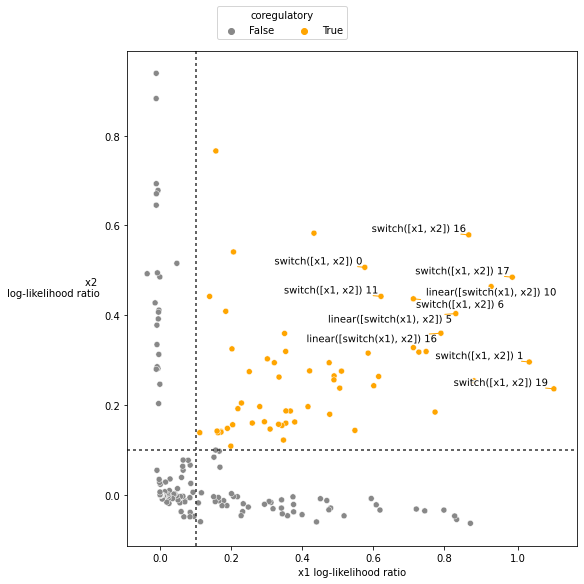 coregulatory
False True
switch([x1, x2]) 16
switch([x1, x2]) 0
switch([x1, x2]) 17
switch([x1, x2]) 11
linear([switch(x1), x2]) 10
switch([x1, x2]) 6
linear([switch(x1), x2]) 5
linear([switch(x1), x2]) 16
switch([x1, x2]) 1
switch([x1, x2]) 19
x2
log-likelihood ratio
0.8
0.6
0.4
0.2
0.0
0.0 0.2 0.4 0.6 0.8 1.0
x1 log-likelihood ratio